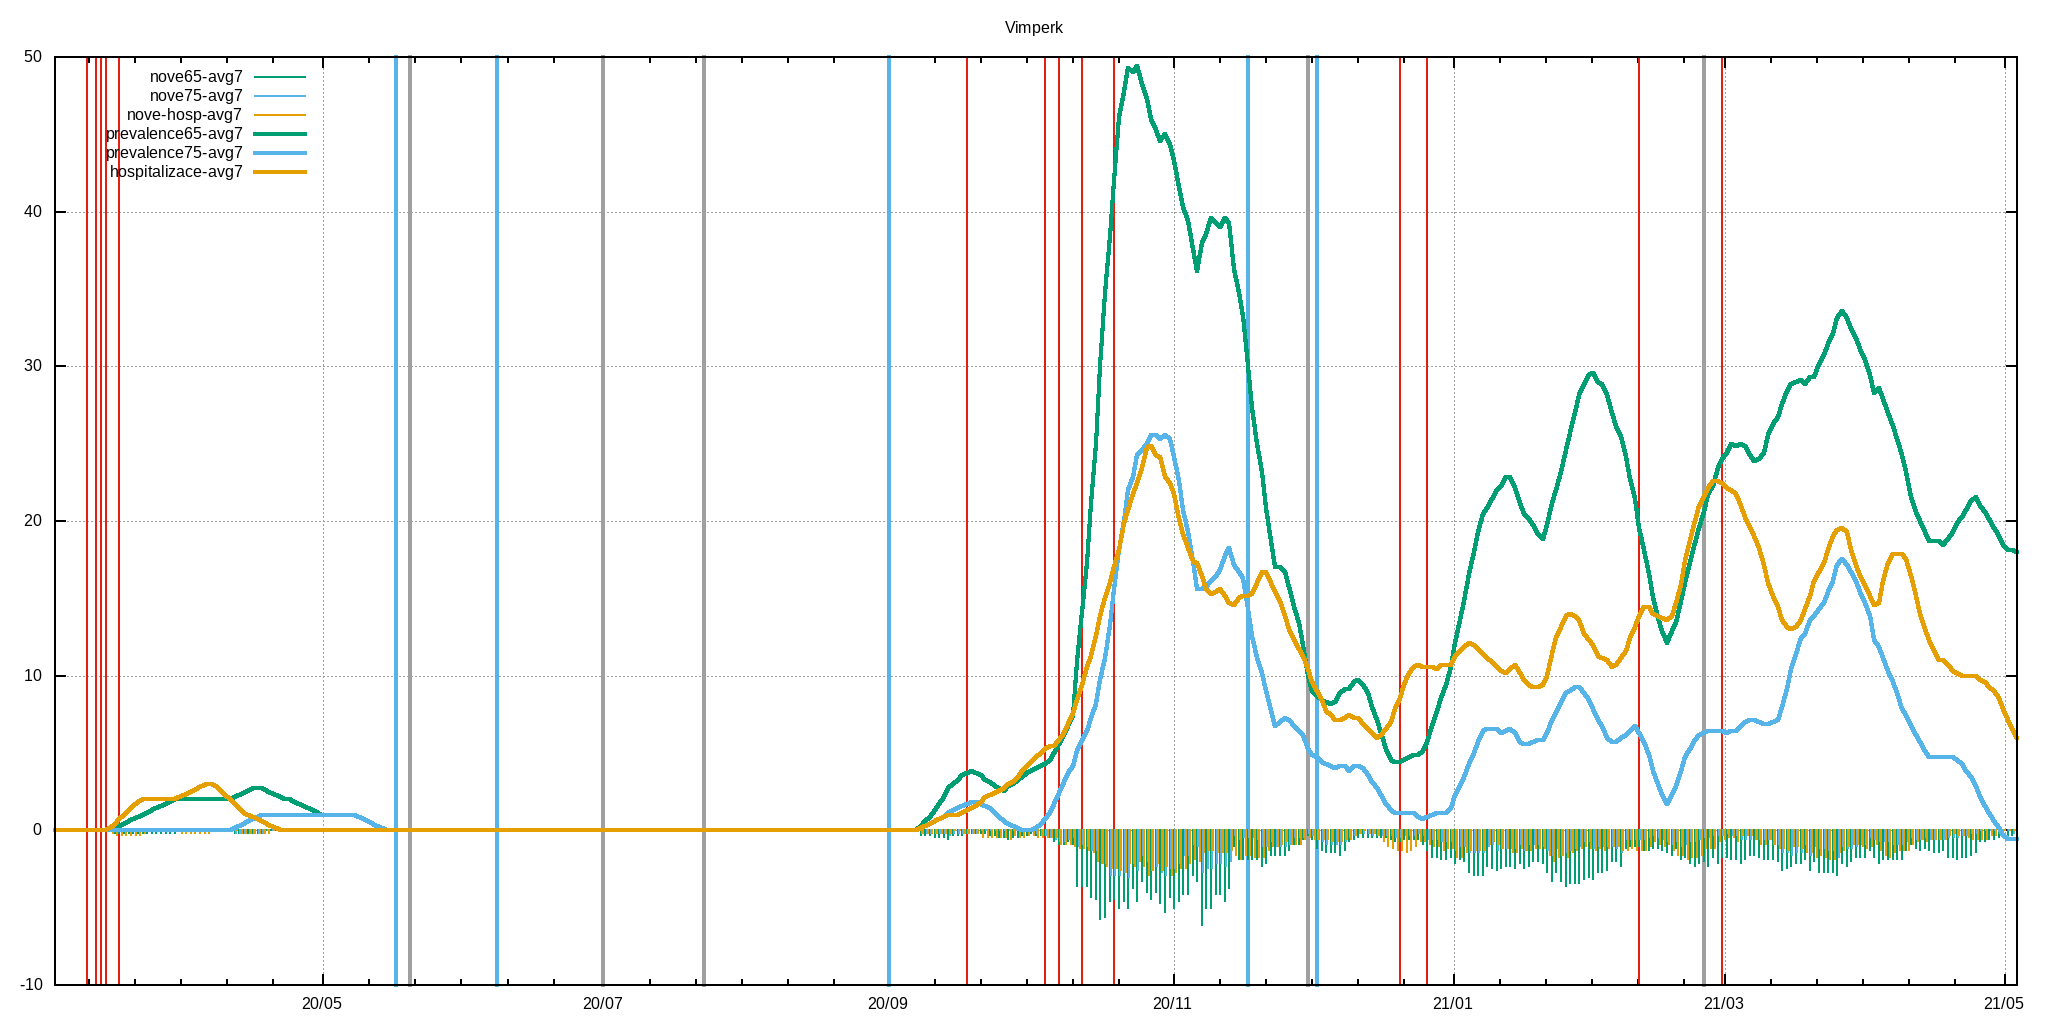 Vimperk
50
nove65-avg7
nove75-avg7
nove-hosp-avg7
prevalence65-avg7
prevalence75-avg7
hospitalizace-avg7
40
30
20
10
0
-10
20/05 20/07 20/09 20/11 21/01 21/03 21/05